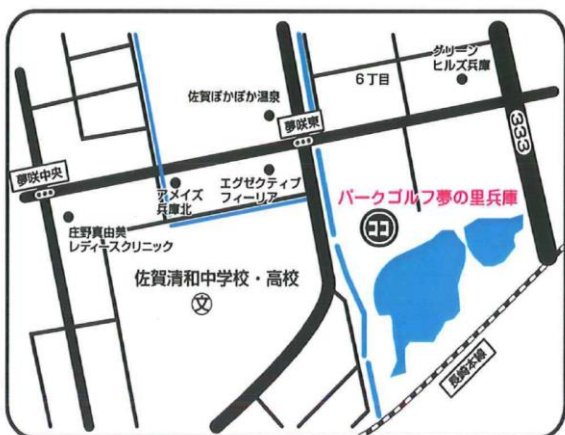 グリーン
ヒルズ兵庫
6丁目
佐賀ぽかぽか温泉
夢咲東
333
夢咲中央
アメイズ
兵庫北
エグゼクティブ
フィーリア
パークゴルフ夢の里兵庫
ココ
庄野真由美
レディースクリニック
佐賀清和中学校・高校
文
長崎本線